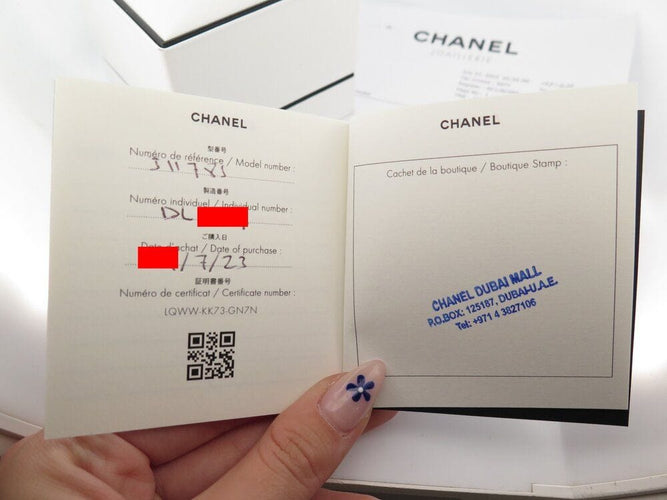 CHANEL
JOAILLERIE
CHANEL
型番号
Numéro de référence / Model number :
製造番号
Numéro individuel / Individual number :
DL
ご購入日
Date d'achat / Date of purchase :
/7/23
証明書番号
Numéro de certificat / Certificate number :
LQWW-KK73-GN7N
CHANEL
Cachet de la boutique / Boutique Stamp :
CHANEL DUBAI MALL
P.O.BOX: 125187, DUBAI-U.A.E.
Tel: +971 4 3827106